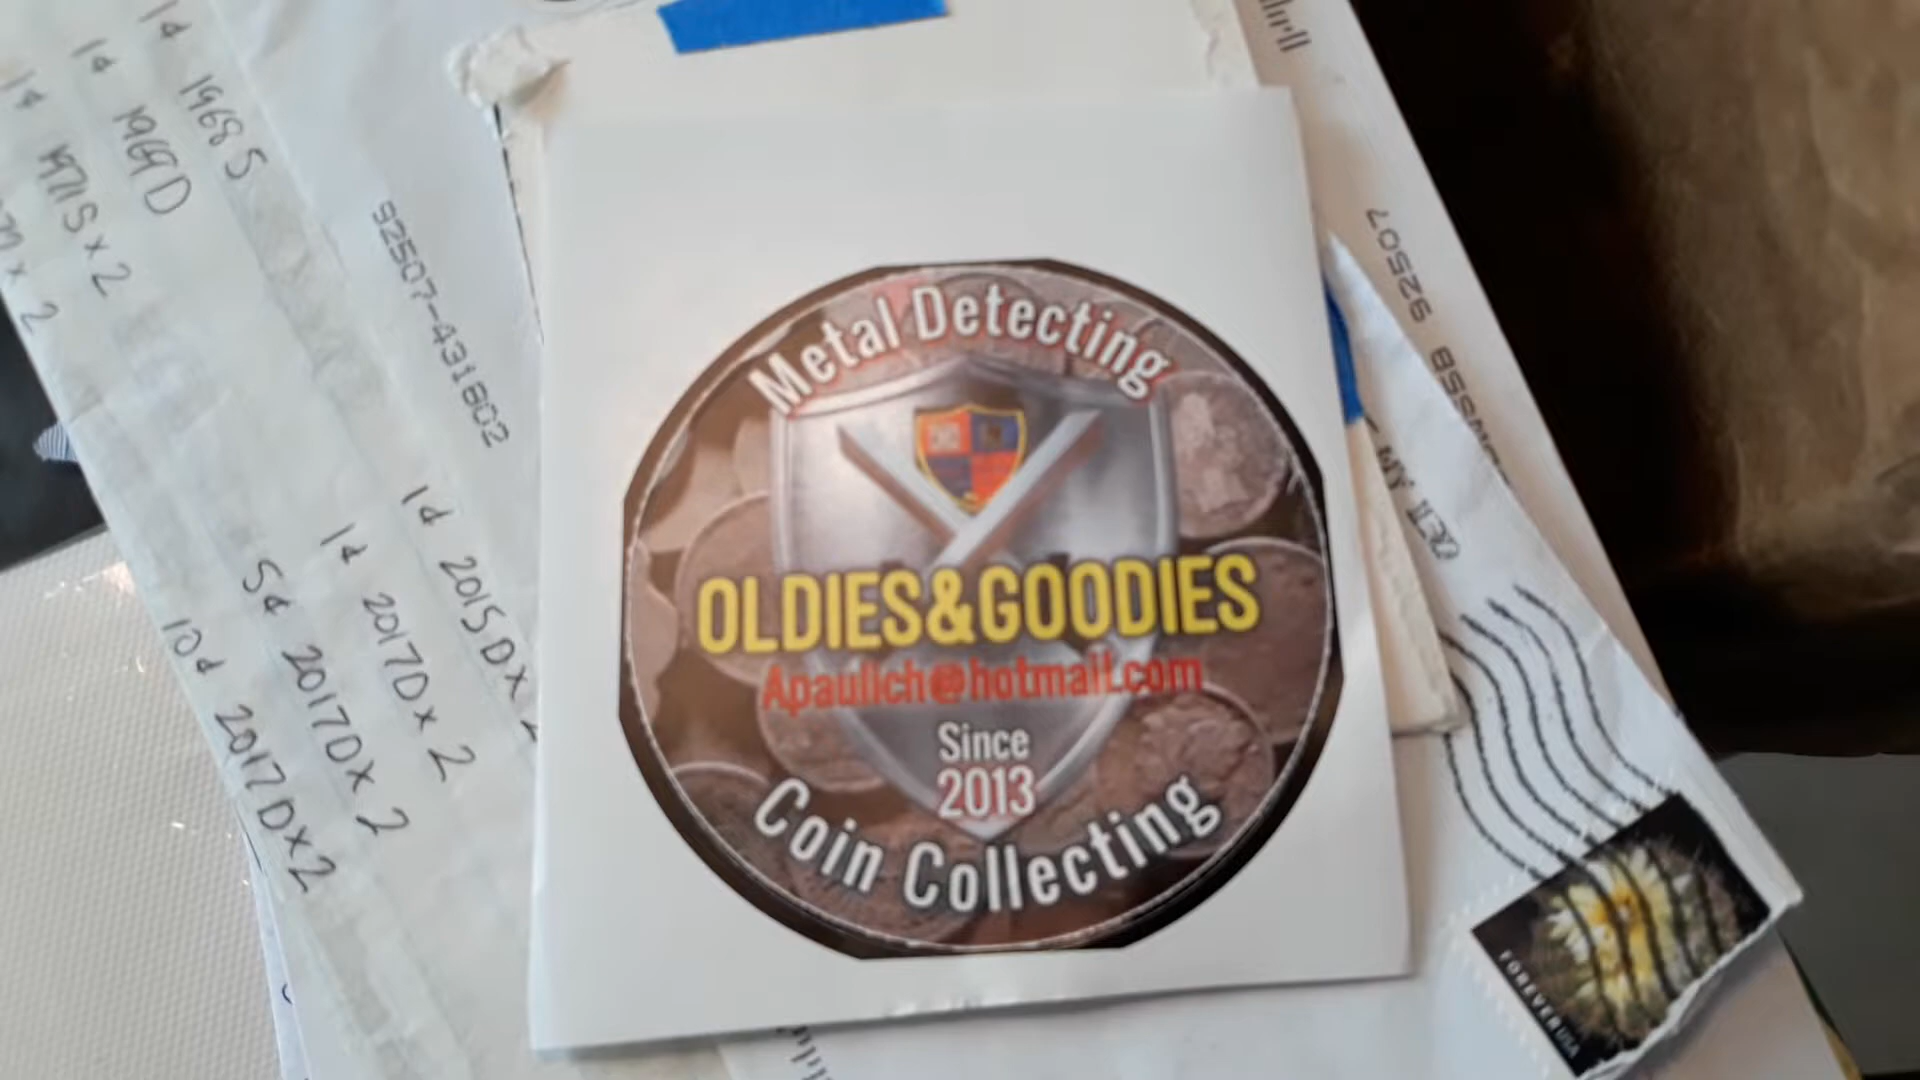 1¢ 1968 S
1¢ 1969 D
1¢ 1971 S x 2
x 2
92507-431802
1¢ 2015 D x
1¢ 2017 D x 2
5¢ 2017 D x 2
10¢ 2017 D x 2
Metal Detecting
OLDIES&GOODIES
Apaulich@hotmail.com
Since
2013
Coin Collecting
92507
FOREVER USA